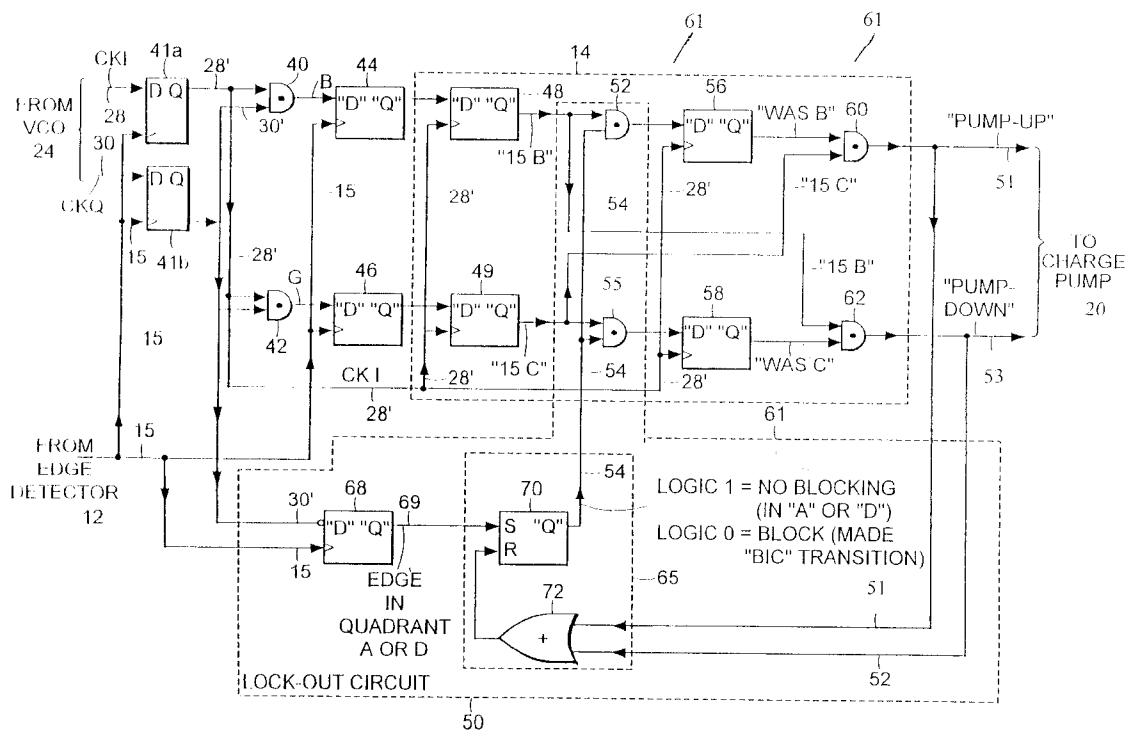 61
61
41a
14
CKI
28'
40
B
44
48
52
56
60
D Q
"D" "Q"
"D" "Q"
"D" "Q"
"WAS B"
"PUMP-UP"
FROM
VCO
24
28
30
30'
"15 B"
28'
"15 C"
51
D Q
15
28'
54
CKQ
15
41b
28'
"15 B"
TO
CHARGE
PUMP
20
G
46
49
55
58
62
"PUMP-
DOWN"
"D" "Q"
"D" "Q"
"D" "Q"
42
15
"15 C"
54
"WAS C"
53
CK I
28'
28'
28'
61
FROM
EDGE
DETECTOR
12
15
54
LOGIC 1 = NO BLOCKING
(IN "A" OR "D")
LOGIC 0 = BLOCK (MADE
"BIC" TRANSITION)
30'
68
69
70
"D" "Q"
S "Q"
R
15
65
EDGE
IN
QUADRANT
A OR D
72
+
51
52
LOCK-OUT CIRCUIT
50